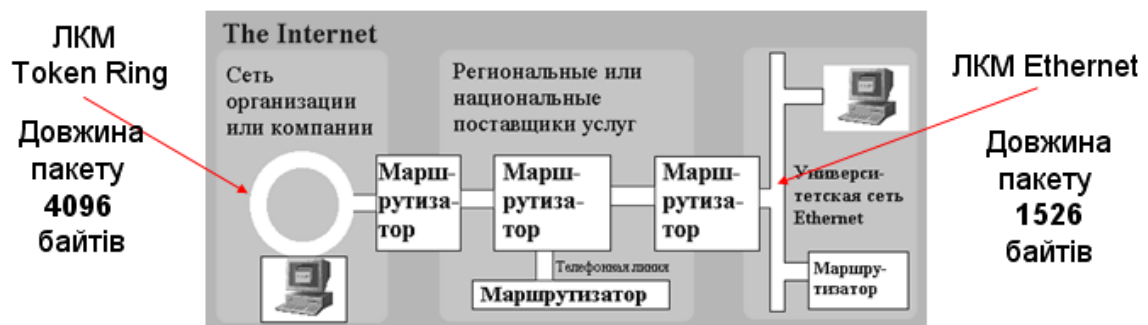 ЛКМ
Token Ring
Довжина
пакету
4096
байтів
The Internet
Сеть
организации
или компании
Региональные или
национальные
поставщики услуг
Марш-
рутиза-
тор
Марш-
рутиза-
тор
Марш-
рутиза-
тор
Телефонная линия
Маршрутизатор
Универси-
тетская сеть
Ethernet
Маршру-
тизатор
ЛКМ Ethernet
Довжина
пакету
1526
байтів